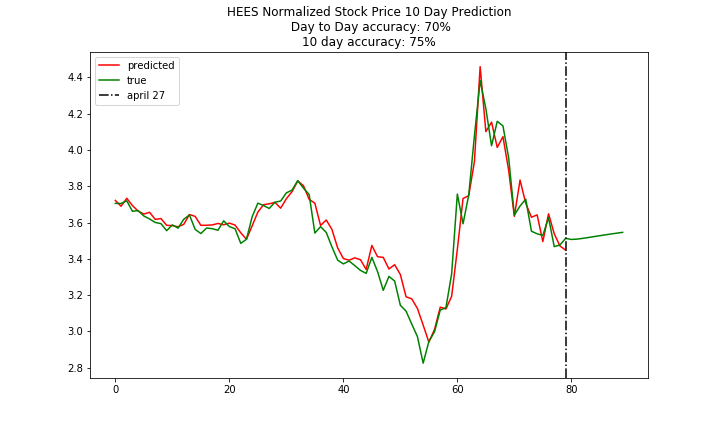 HEES Normalized Stock Price 10 Day Prediction
Day to Day accuracy: 70%
10 day accuracy: 75%
predicted
true
april 27
4.4
4.2
4.0
3.8
3.6
3.4
3.2
3.0
2.8
0 20 40 60 80